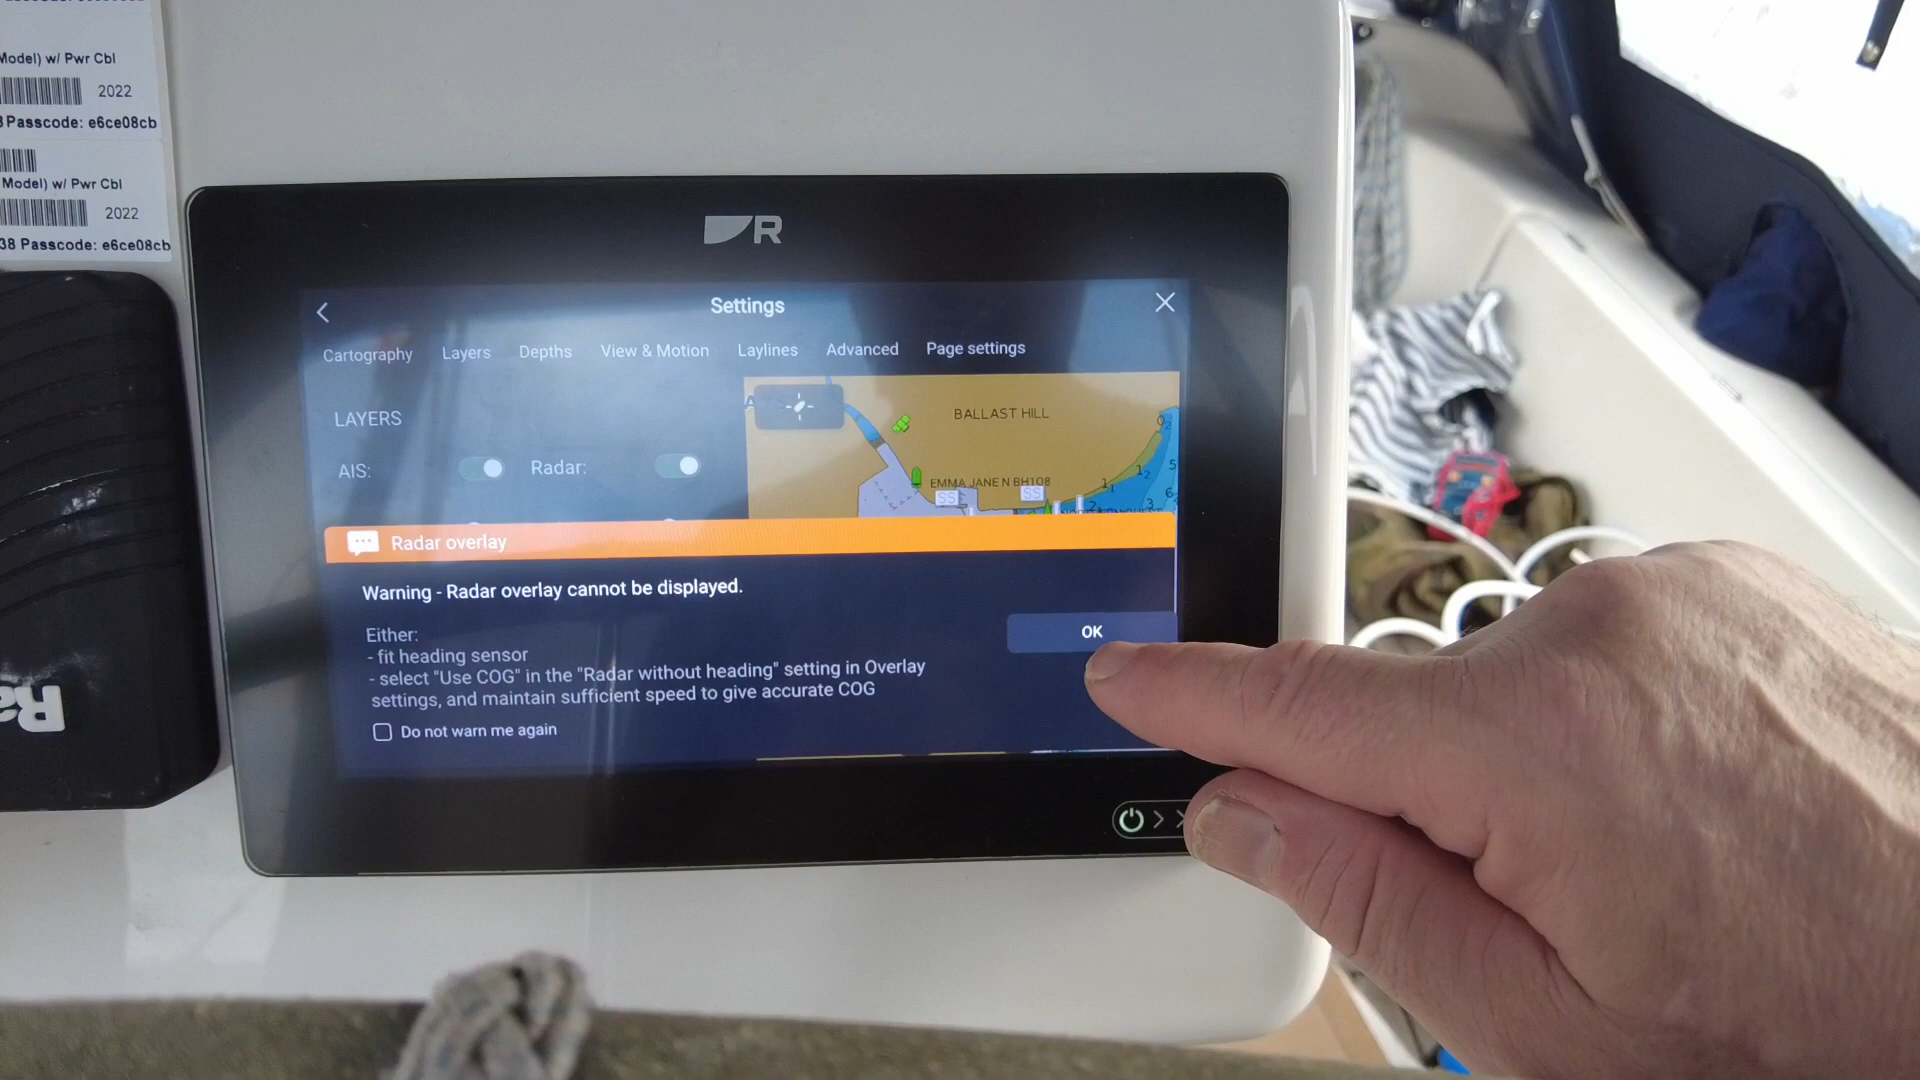 Model) w/ Pwr Cbl
2022
Passcode: e6ce08cb
Model) w/ Pwr Cbl
2022
38 Passcode: e6ce08cb
R
Settings
Cartography Layers Depths View & Motion Laylines Advanced Page settings
LAYERS
BALLAST HILL
AIS: Radar:
EMMA JANE N BH108
SS SS
Radar overlay
Warning - Radar overlay cannot be displayed.
Either:
- fit heading sensor
- select "Use COG" in the "Radar without heading" setting in Overlay
settings, and maintain sufficient speed to give accurate COG
OK
Do not warn me again
Ra